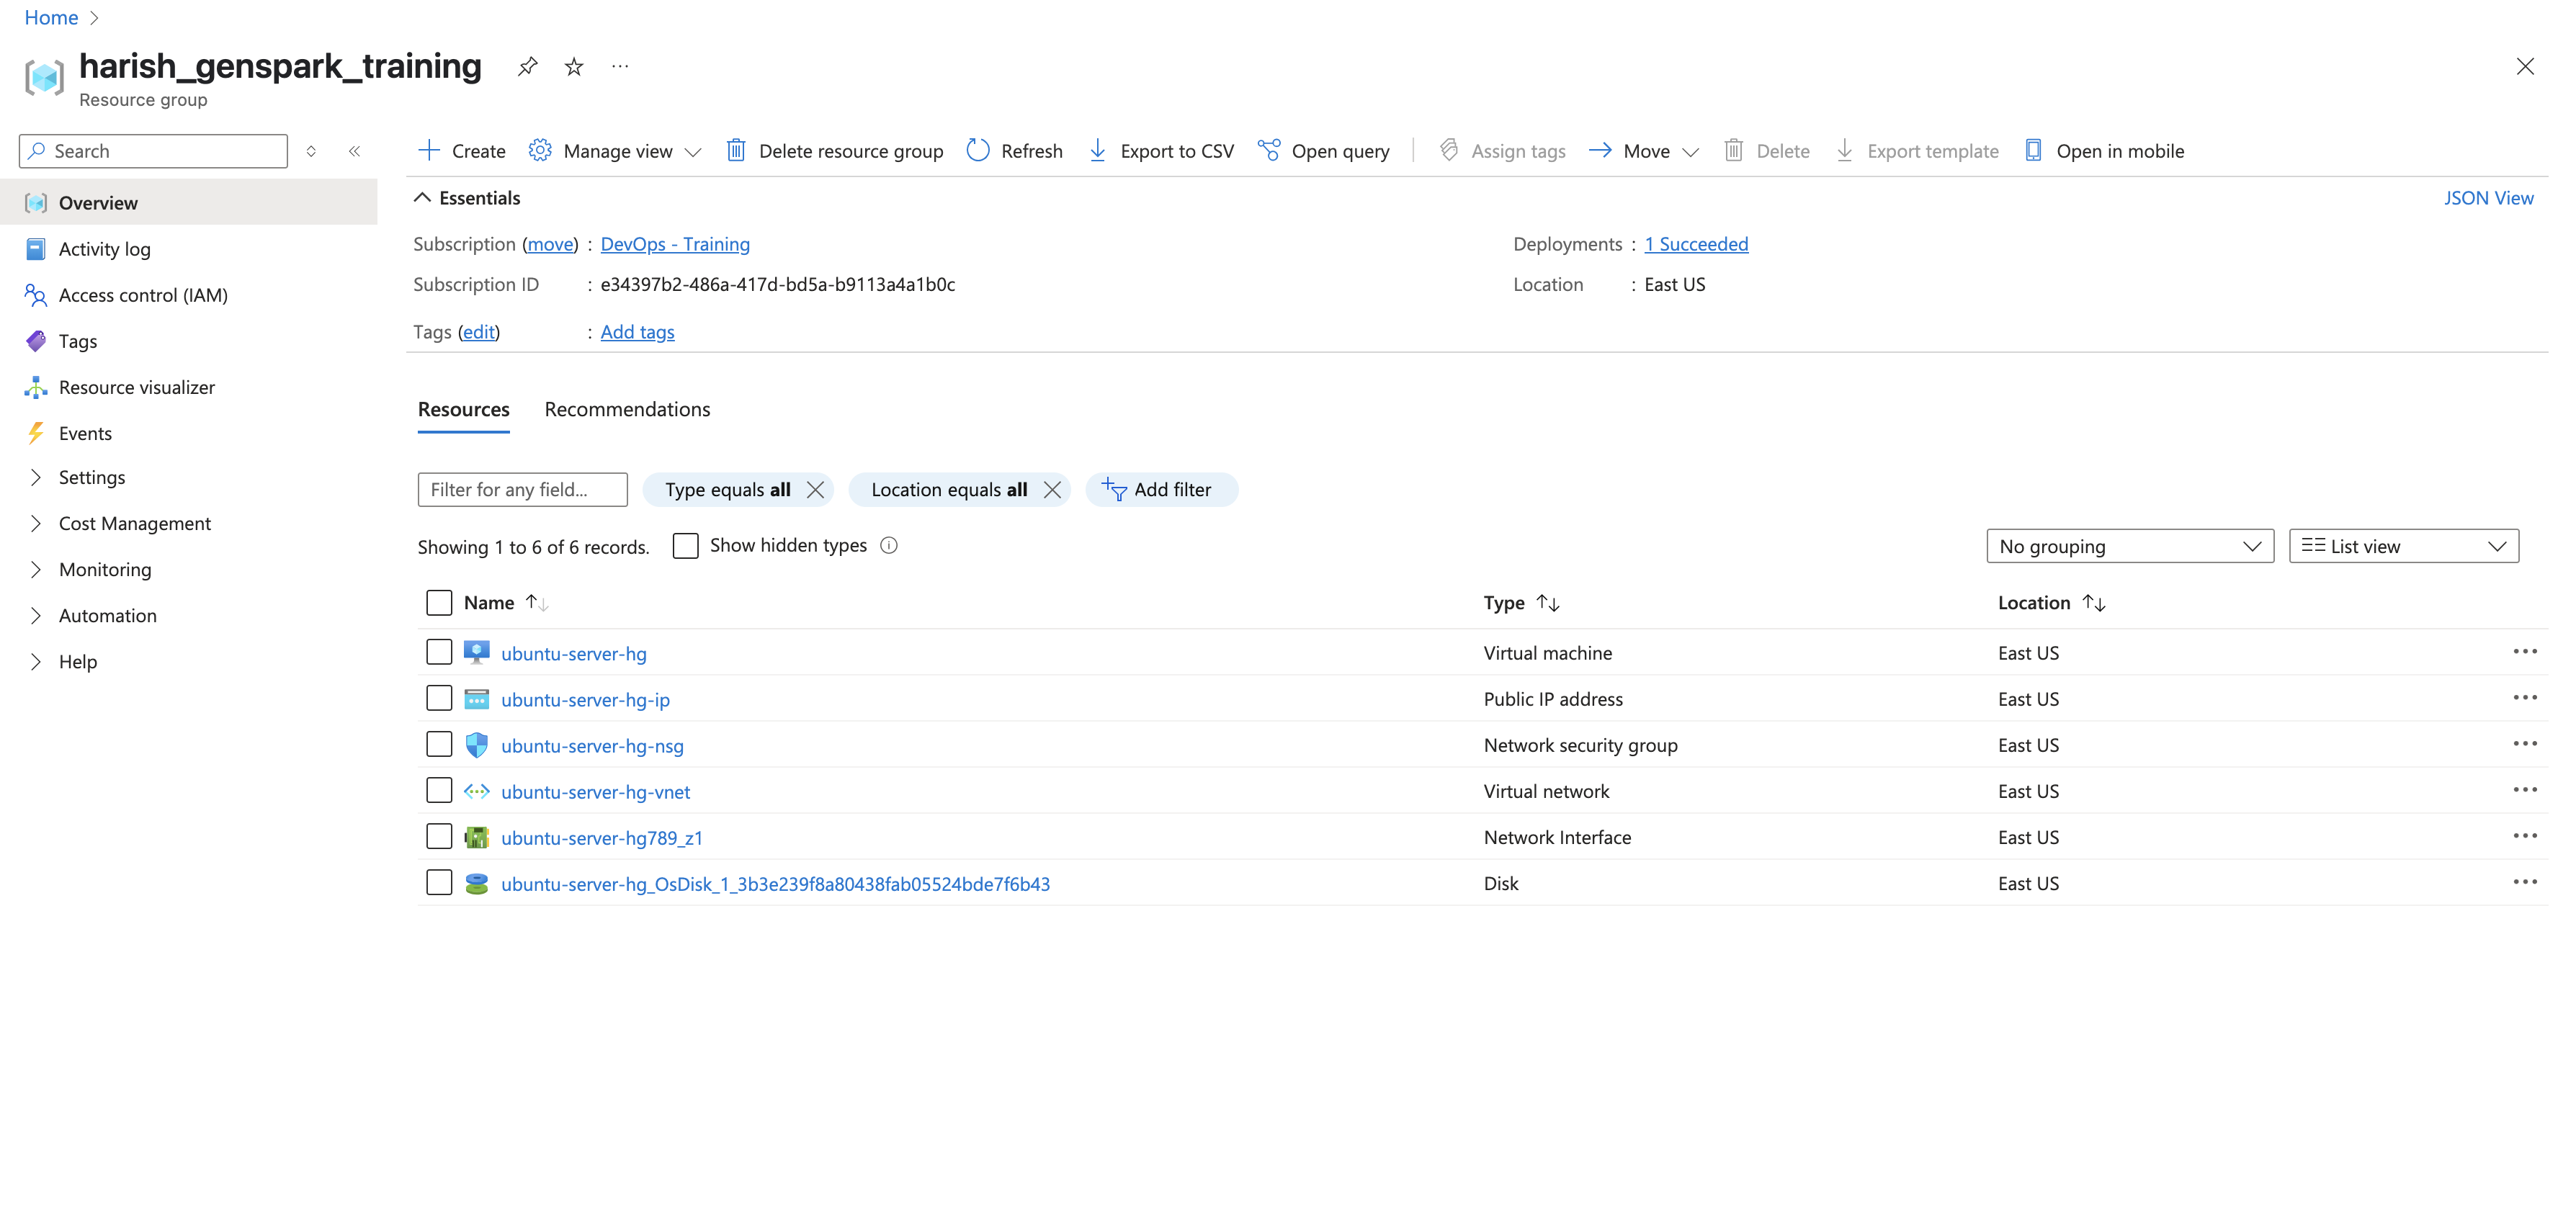 Home
harish_genspark_training
Resource group
Search
Create
Manage view
Delete resource group
Refresh
Export to CSV
Open query
Assign tags
Move
Delete
Export template
Open in mobile
Overview
Activity log
Access control (IAM)
Tags
Resource visualizer
Events
Settings
Cost Management
Monitoring
Automation
Help
Essentials
JSON View
Subscription (move) : DevOps - Training
Deployments : 1 Succeeded
Subscription ID : e34397b2-486a-417d-bd5a-b9113a4a1b0c
Location : East US
Tags (edit) : Add tags
Resources
Recommendations
Filter for any field...
Type equals all
Location equals all
Add filter
Showing 1 to 6 of 6 records.
Show hidden types
No grouping
List view
Name Type Location
ubuntu-server-hg Virtual machine East US
ubuntu-server-hg-ip Public IP address East US
ubuntu-server-hg-nsg Network security group East US
ubuntu-server-hg-vnet Virtual network East US
ubuntu-server-hg789_z1 Network Interface East US
ubuntu-server-hg_OsDisk_1_3b3e239f8a80438fab05524bde7f6b43 Disk East US